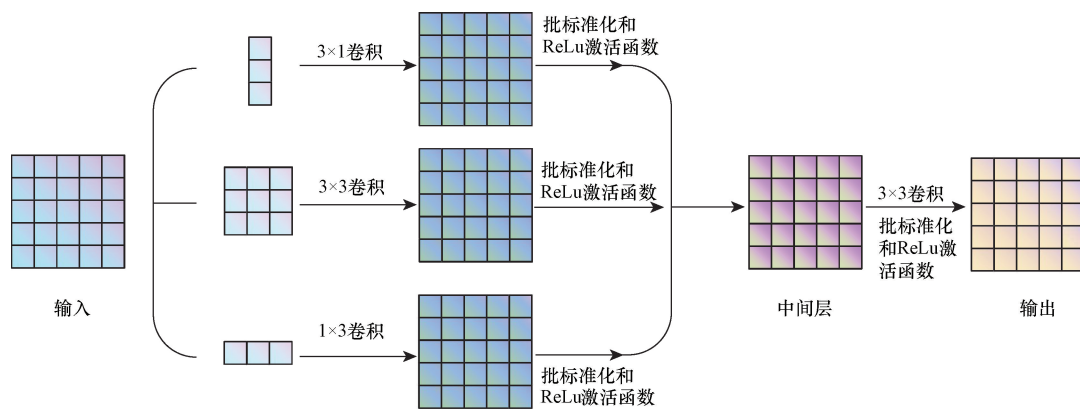 批标准化和
ReLu激活函数
3×1卷积
批标准化和
ReLu激活函数
3×3卷积
3×3卷积
批标准化
和ReLu激
活函数
输入
中间层
输出
1×3卷积
批标准化和
ReLu激活函数